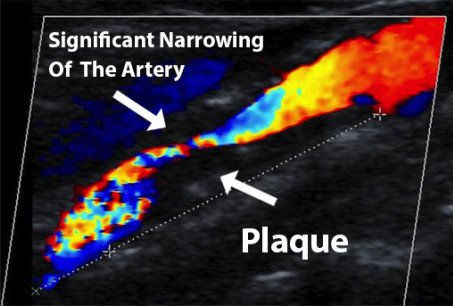 Significant Narrowing
Of The Artery
Plaque